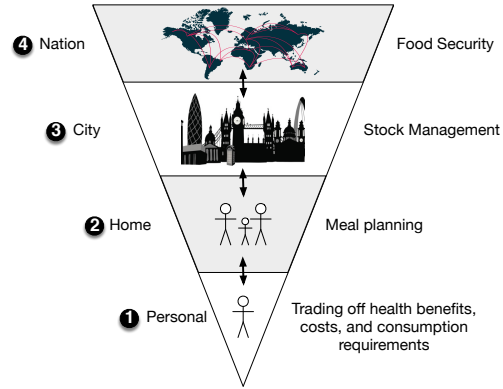 4 Nation
Food Security
3 City
Stock Management
2 Home
Meal planning
1 Personal
Trading off health benefits,
costs, and consumption
requirements